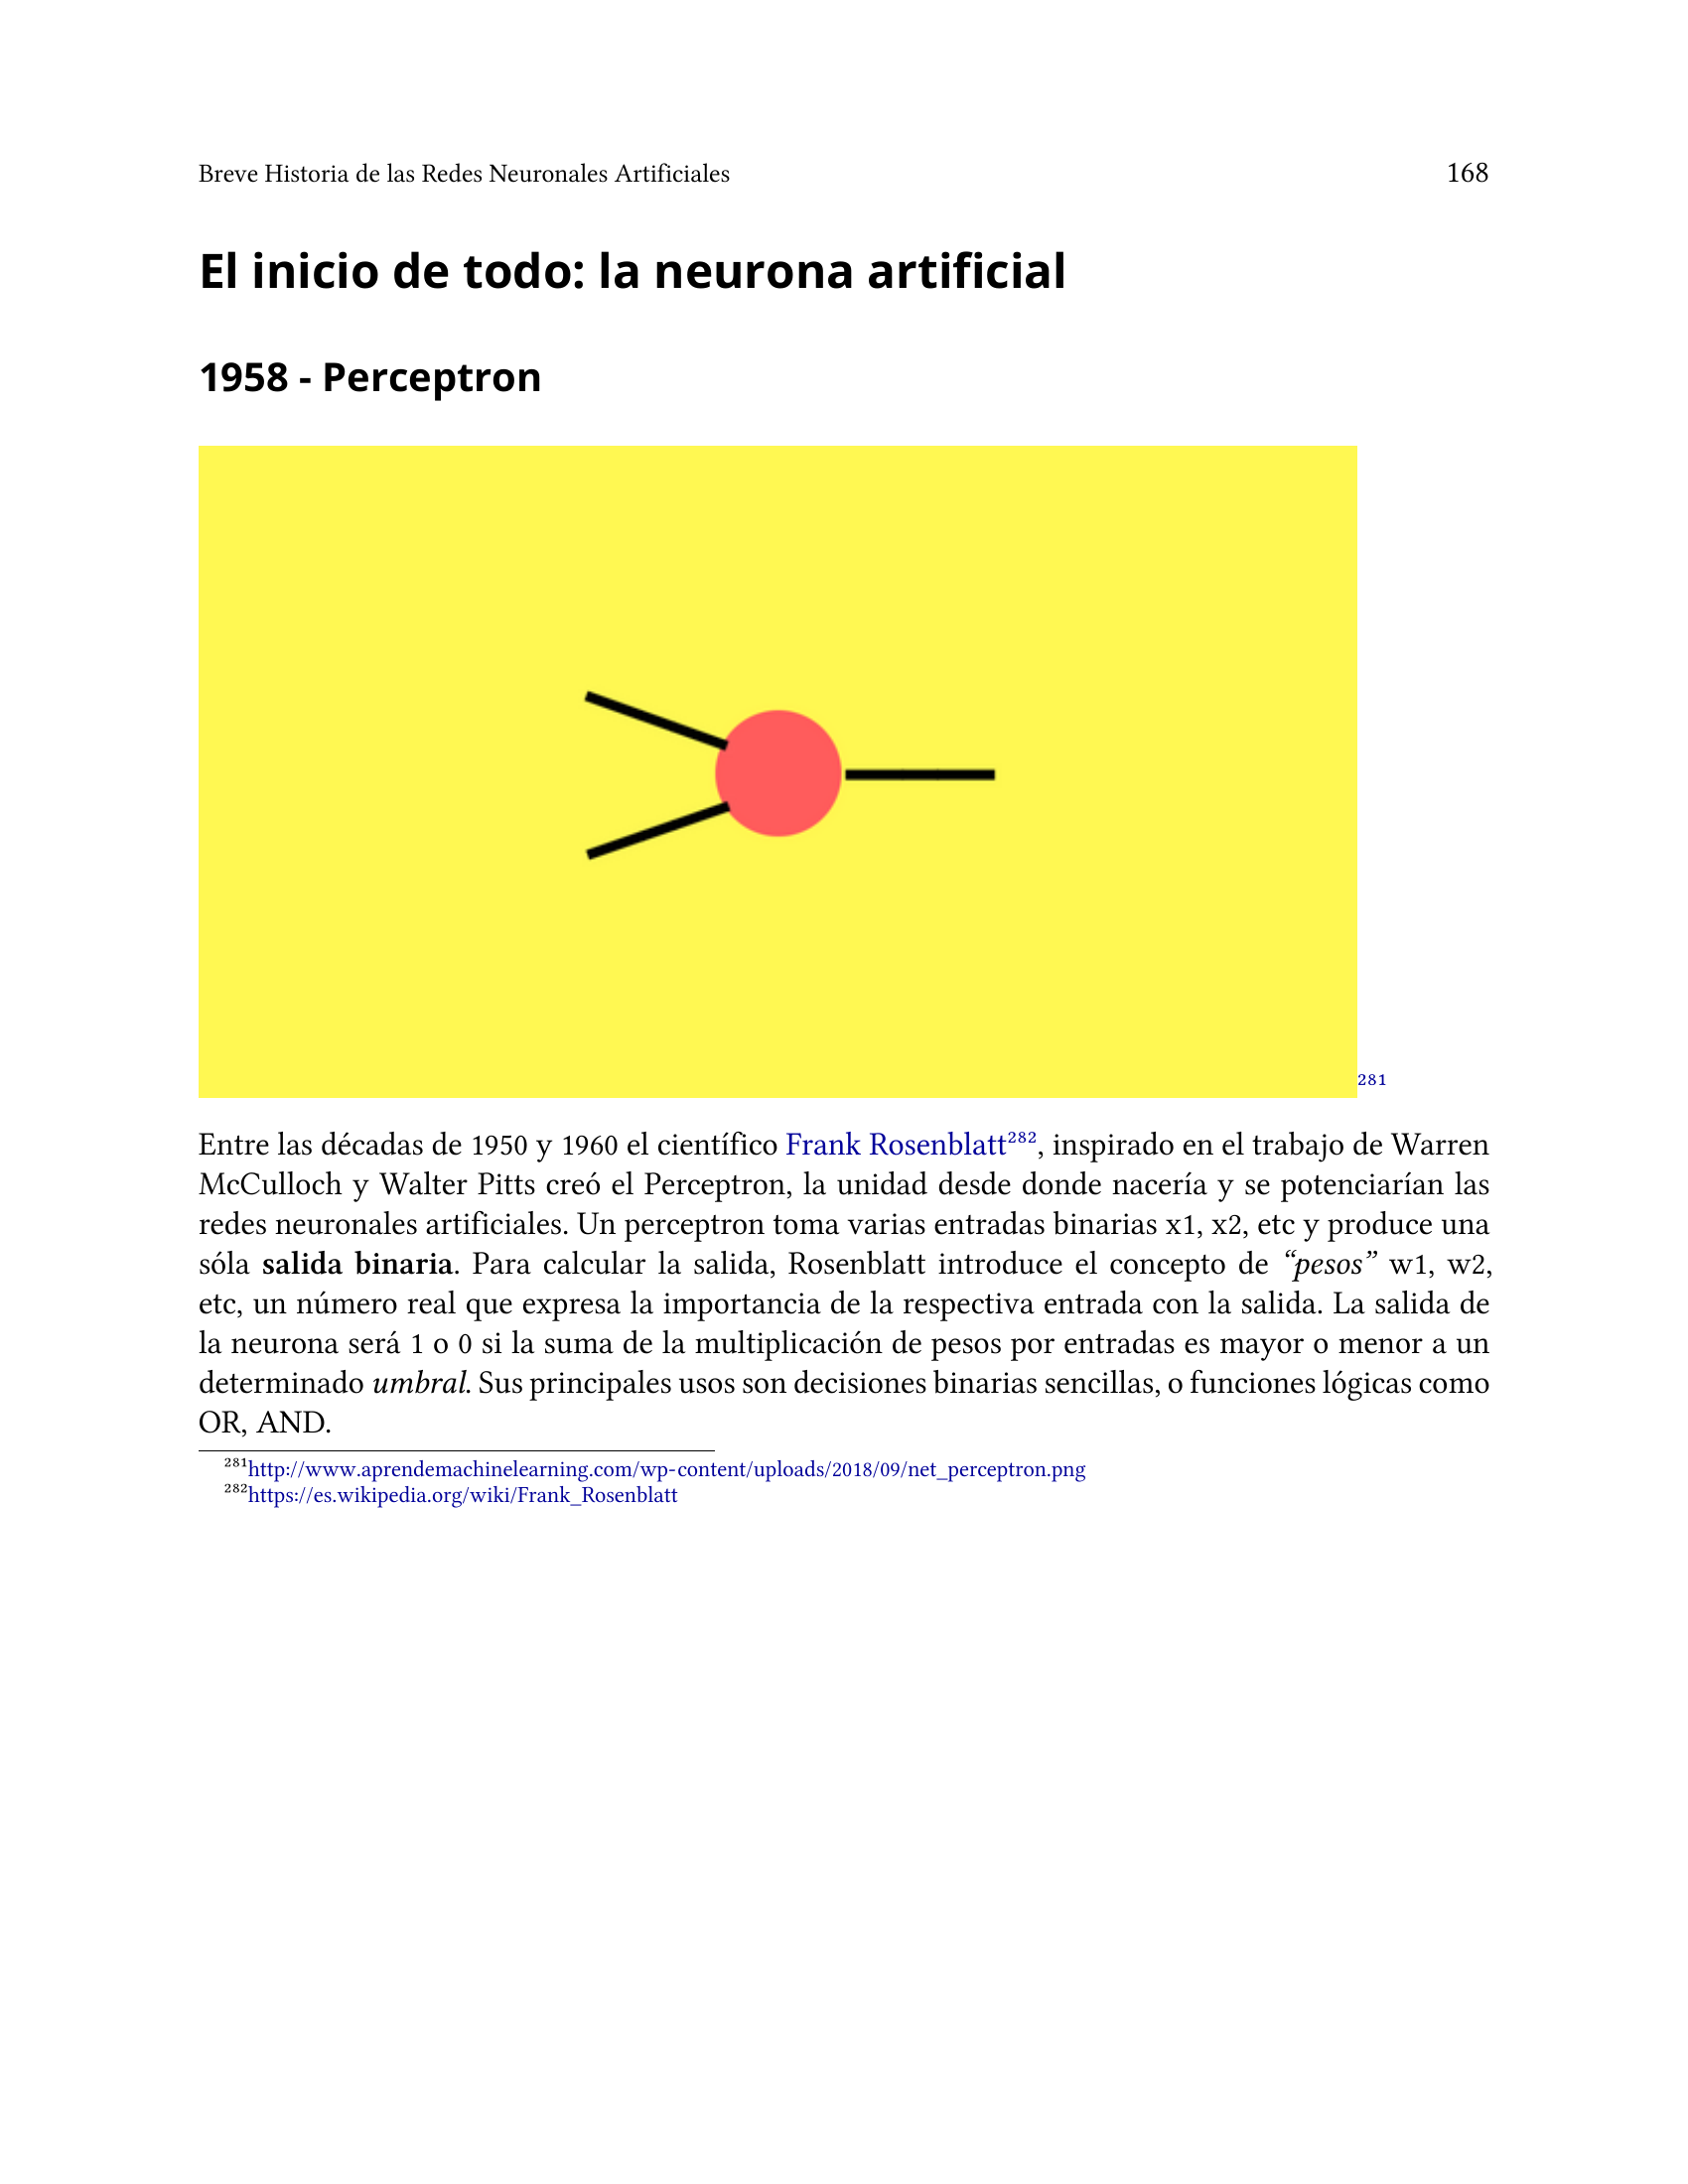 Breve Historia de las Redes Neuronales Artificiales 168
El inicio de todo: la neurona artificial
1958 - Perceptron
281
Entre las décadas de 1950 y 1960 el científico Frank Rosenblatt²⁸², inspirado en el trabajo de Warren
McCulloch y Walter Pitts creó el Perceptron, la unidad desde donde nacería y se potenciarían las
redes neuronales artificiales. Un perceptron toma varias entradas binarias x1, x2, etc y produce una
sóla salida binaria. Para calcular la salida, Rosenblatt introduce el concepto de “pesos” w1, w2,
etc, un número real que expresa la importancia de la respectiva entrada con la salida. La salida de
la neurona será 1 o 0 si la suma de la multiplicación de pesos por entradas es mayor o menor a un
determinado umbral. Sus principales usos son decisiones binarias sencillas, o funciones lógicas como
OR, AND.
²⁸¹http://www.aprendemachinelearning.com/wp-content/uploads/2018/09/net_perceptron.png
²⁸²https://es.wikipedia.org/wiki/Frank_Rosenblatt